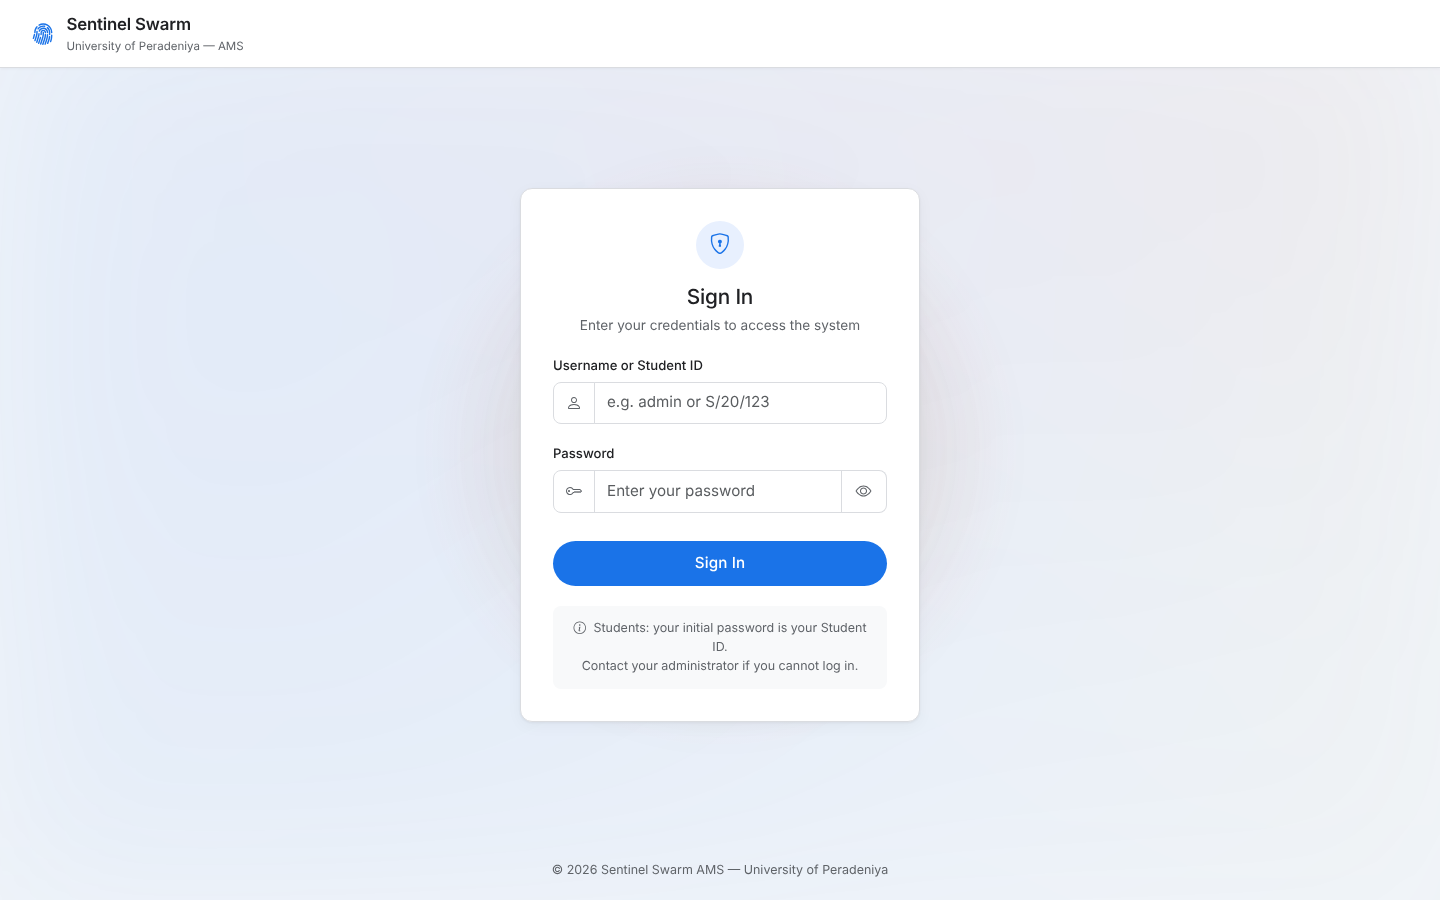 Sentinel Swarm
University of Peradeniya — AMS
Sign In
Enter your credentials to access the system
Username or Student ID
e.g. admin or S/20/123
Password
Enter your password
Sign In
Students: your initial password is your Student
ID.
Contact your administrator if you cannot log in.
© 2026 Sentinel Swarm AMS — University of Peradeniya